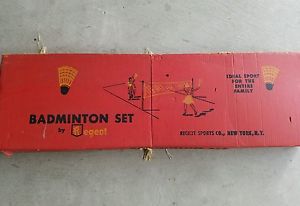 BADMINTON SET
by Regent
IDEAL SPORT
FOR THE
ENTIRE
FAMILY
REGENT SPORTS CO., NEW YORK, N.Y.